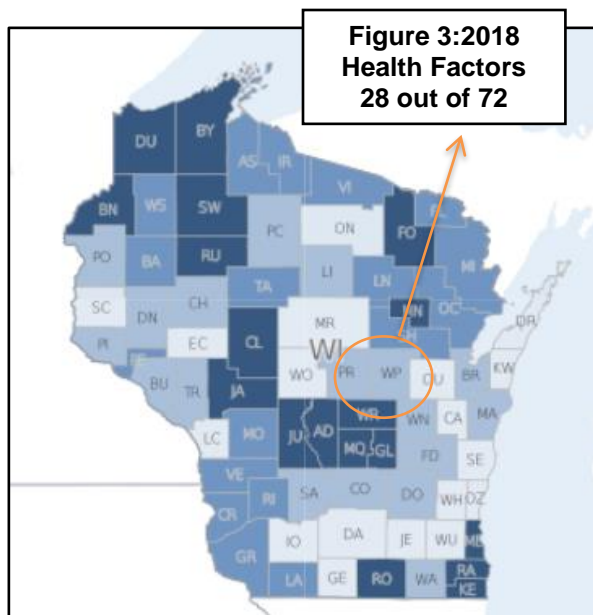 Figure 3:2018
Health Factors
28 out of 72
DU
BY
AS
IR
VI
BN
WS
SW
ON
FO
FL
PC
PO
BA
RU
MI
LI
TA
LN
SC
CH
OC
DN
MR
WI
EC
CL
PI
DR
KW
WO
PR
WP
OU
BR
BU
TR
JA
WR
WN
CA
MA
LC
MO
JU
AD
MQ
GL
FD
SE
VE
SA
CO
DO
WH
OZ
CR
RI
IO
DA
JE
WU
GR
LA
GE
RO
WA
RA
KE